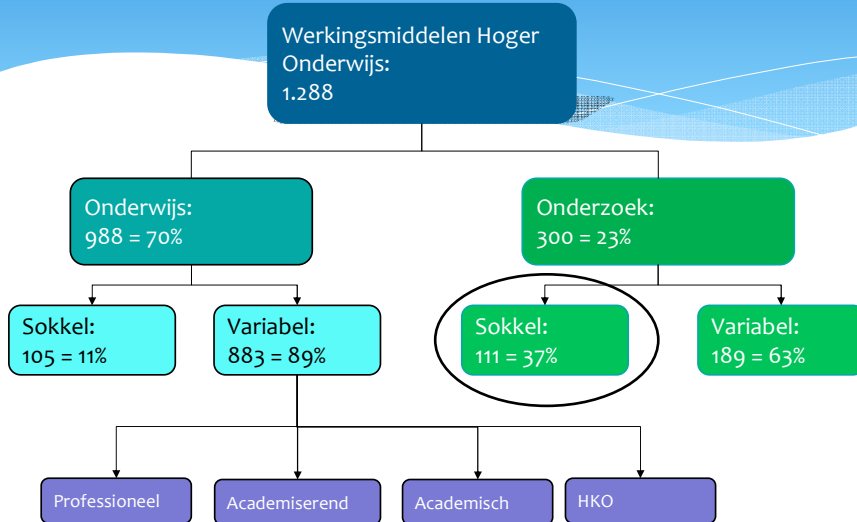 Werkingsmiddelen Hoger
Onderwijs:
1.288
Onderwijs:
988 = 70%
Onderzoek:
300 = 23%
Sokkel:
105 = 11%
Variabel:
883 = 89%
Sokkel:
111 = 37%
Variabel:
189 = 63%
Professioneel
Academiserend
Academisch
HKO